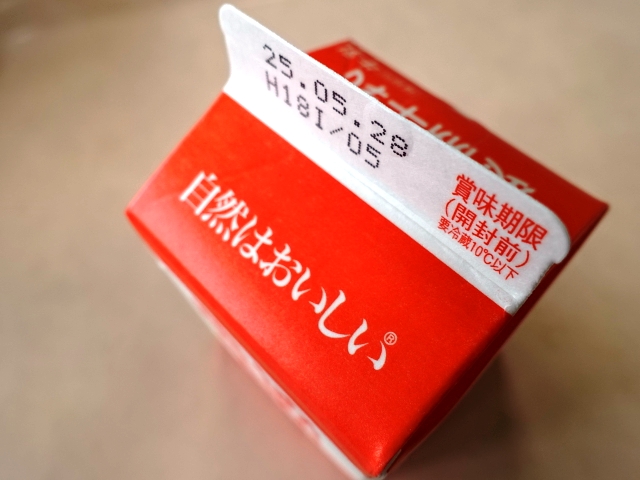 25.05.28
H18I/05
賞味期限
(開封前)
要冷蔵10℃以下
自然はおいしい®